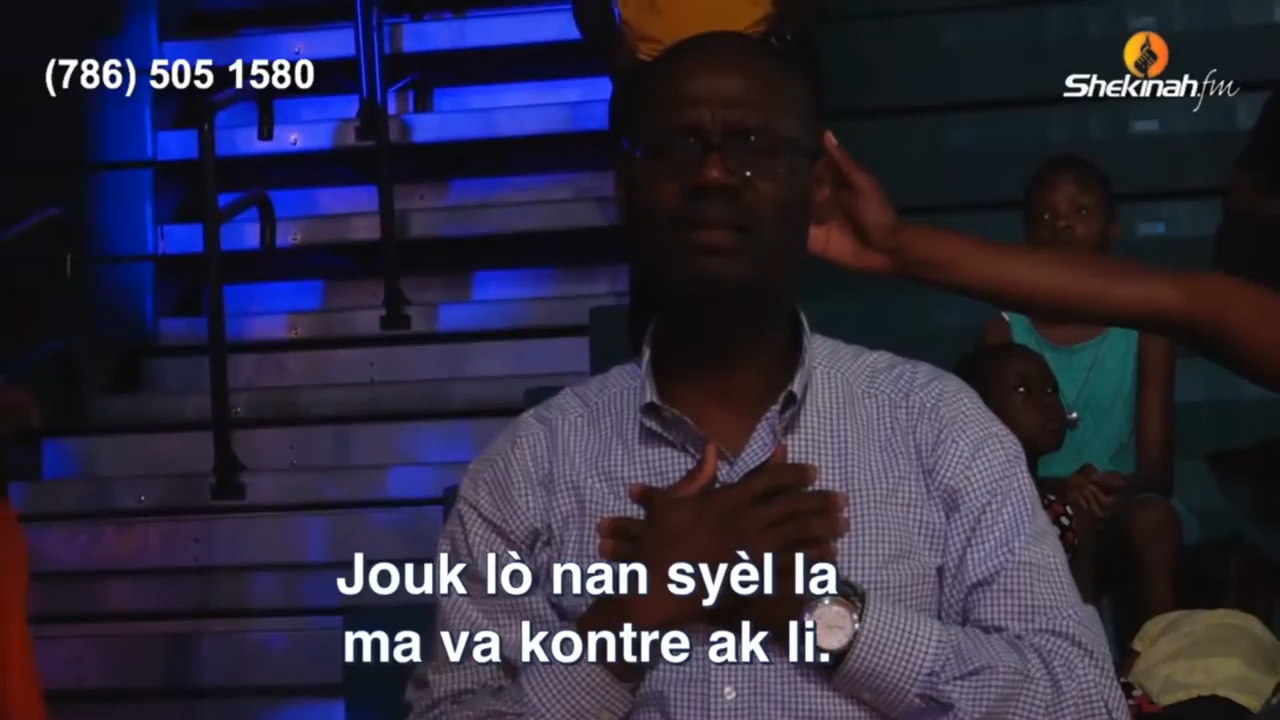 (786) 505 1580
Shekinah.fm
Jouk lò nan syèl la
ma va kontre ak li.